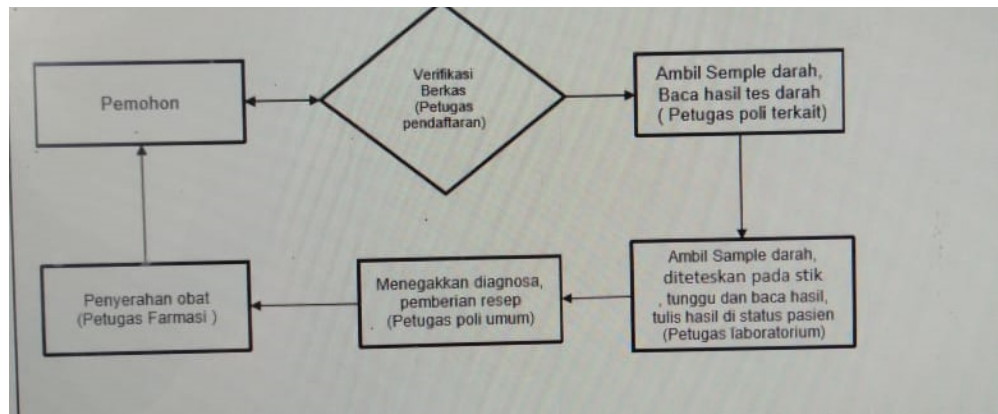 Pemohon
Verifikasi
Berkas
(Petugas
pendaftaran)
Ambil Semple darah,
Baca hasil tes darah
( Petugas poli terkait)
Ambil Sample darah,
diteteskan pada stik
, tunggu dan baca hasil,
tulis hasil di status pasien
(Petugas laboratorium)
Menegakkan diagnosa,
pemberian resep
(Petugas poli umum)
Penyerahan obat
(Petugas Farmasi )